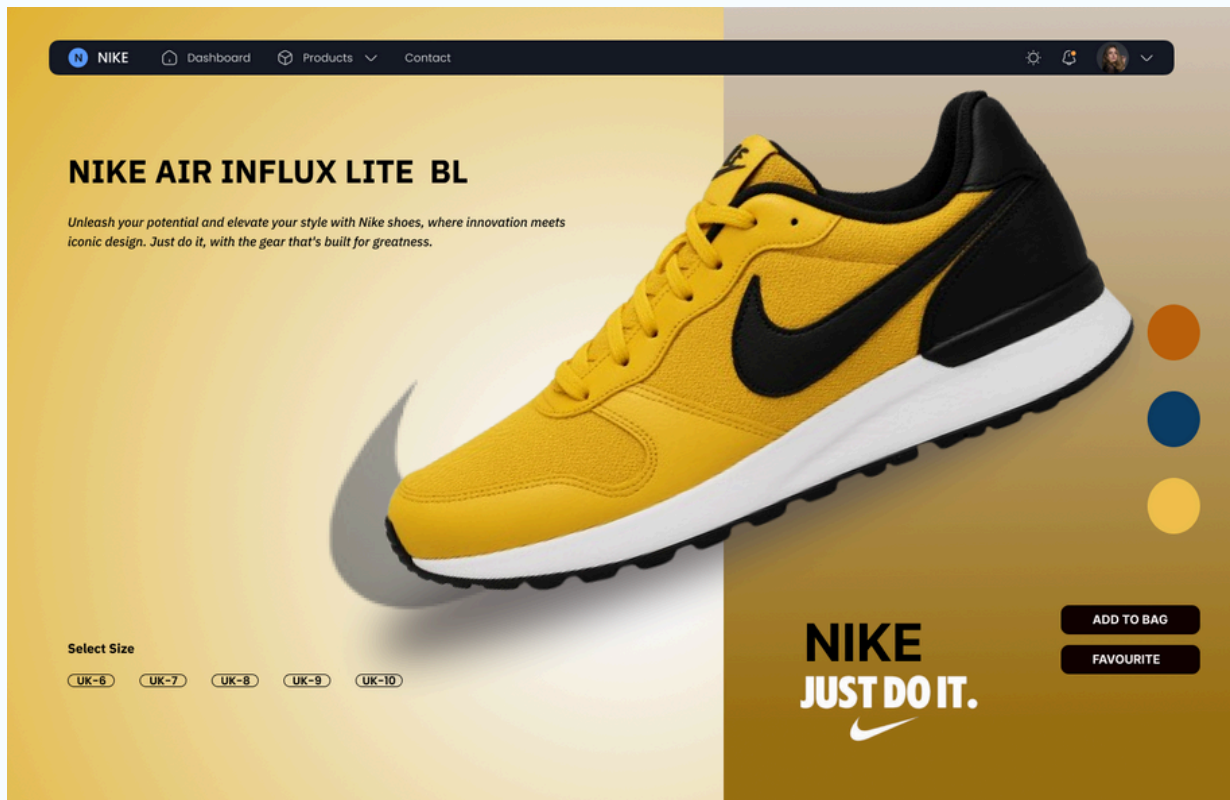 N NIKE Dashboard Products Contact
NIKE AIR INFLUX LITE BL
Unleash your potential and elevate your style with Nike shoes, where innovation meets
iconic design. Just do it, with the gear that's built for greatness.
Select Size
UK-6 UK-7 UK-8 UK-9 UK-10
NIKE
JUST DO IT.
ADD TO BAG
FAVOURITE